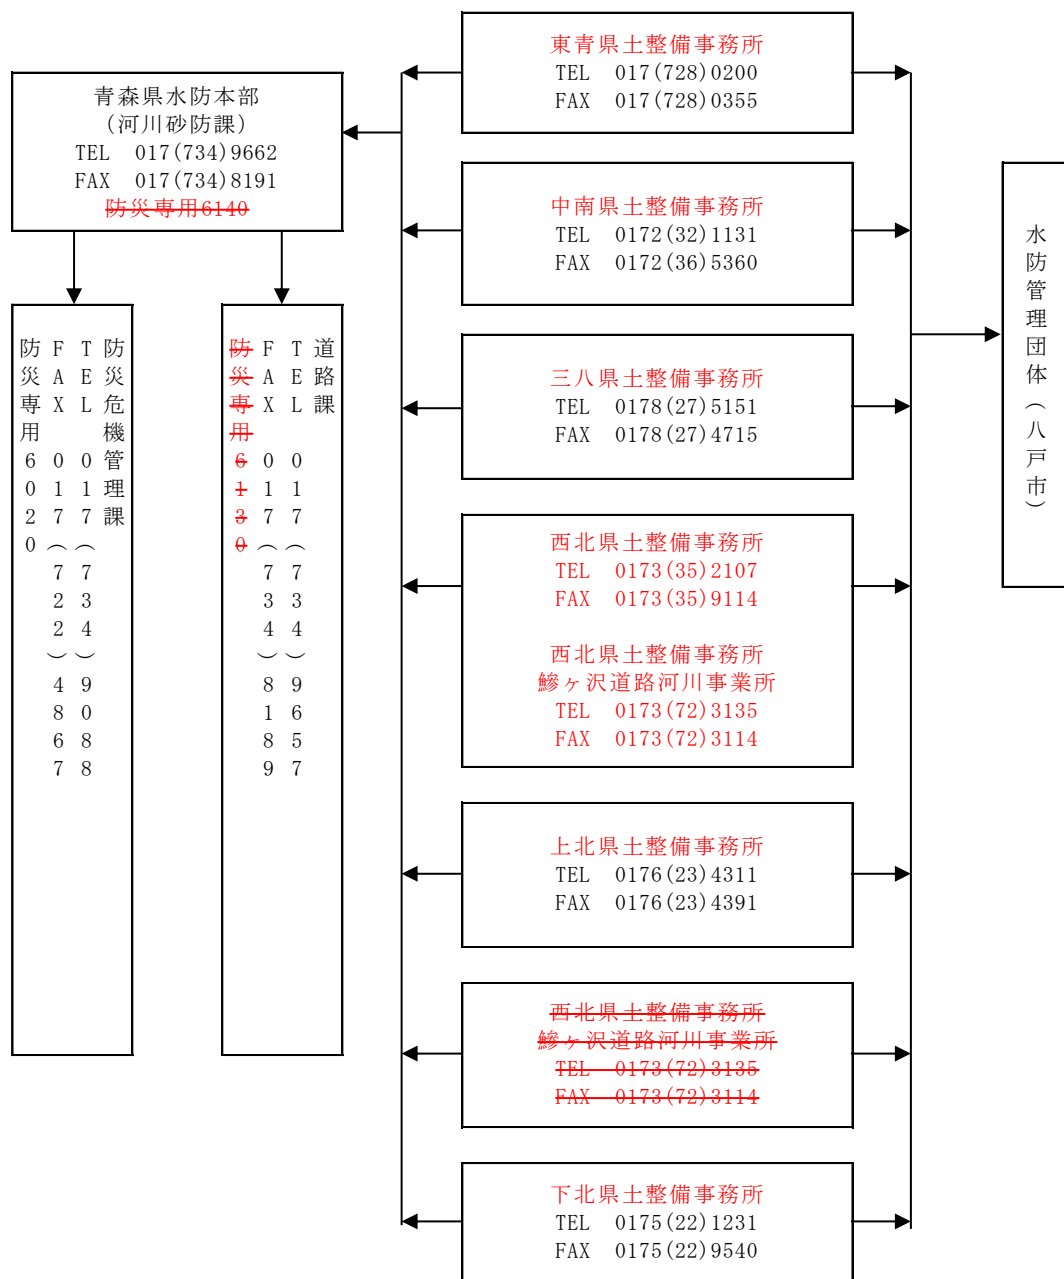 青森県水防本部
(河川砂防課)
TEL 017(734)9662
FAX 017(734)8191
防災専用6140
防災危機管理課
TEL 017(734)9088
FAX 017(722)4867
防災専用6020
道路課
TEL 017(734)9657
FAX 017(734)8189
防災専用6130
東青県土整備事務所
TEL 017(728)0200
FAX 017(728)0355
中南県土整備事務所
TEL 0172(32)1131
FAX 0172(36)5360
三八県土整備事務所
TEL 0178(27)5151
FAX 0178(27)4715
西北県土整備事務所
TEL 0173(35)2107
FAX 0173(35)9114
西北県土整備事務所
鰺ヶ沢道路河川事業所
TEL 0173(72)3135
FAX 0173(72)3114
上北県土整備事務所
TEL 0176(23)4311
FAX 0176(23)4391
西北県土整備事務所
鰺ヶ沢道路河川事業所
TEL 0173(72)3135
FAX 0173(72)3114
下北県土整備事務所
TEL 0175(22)1231
FAX 0175(22)9540
水防管理団体(八戸市)